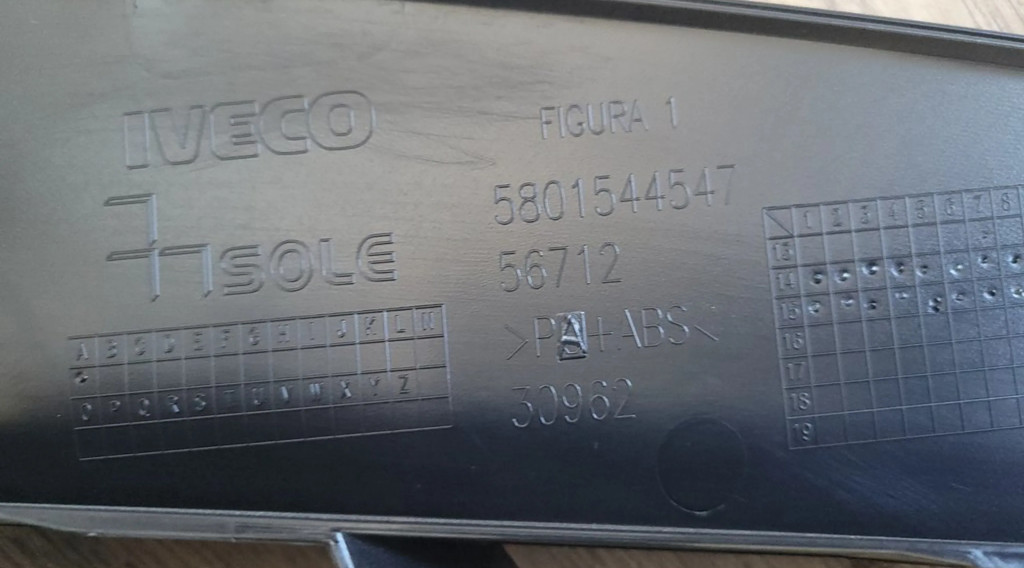 IVECO
SOLE
FIGURA 1
5801544547
56712
>PA+ABS<
30962
A B C D E F G H I J K L M
O P Q R S T U V W X Y Z
1 2 3 4 5 6 7 8
13
14
15
16
17
18
19